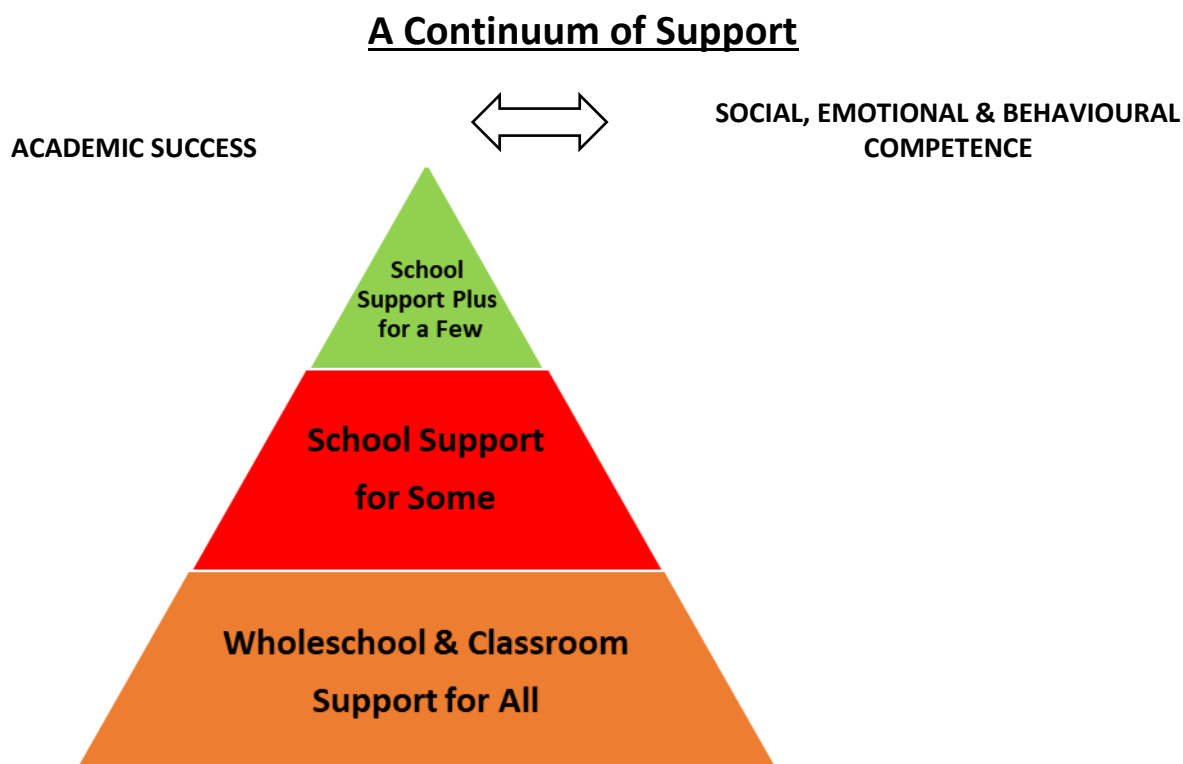 A Continuum of Support
SOCIAL, EMOTIONAL & BEHAVIOURAL
COMPETENCE
ACADEMIC SUCCESS
School
Support Plus
for a Few
School Support
for Some
Wholeschool & Classroom
Support for All